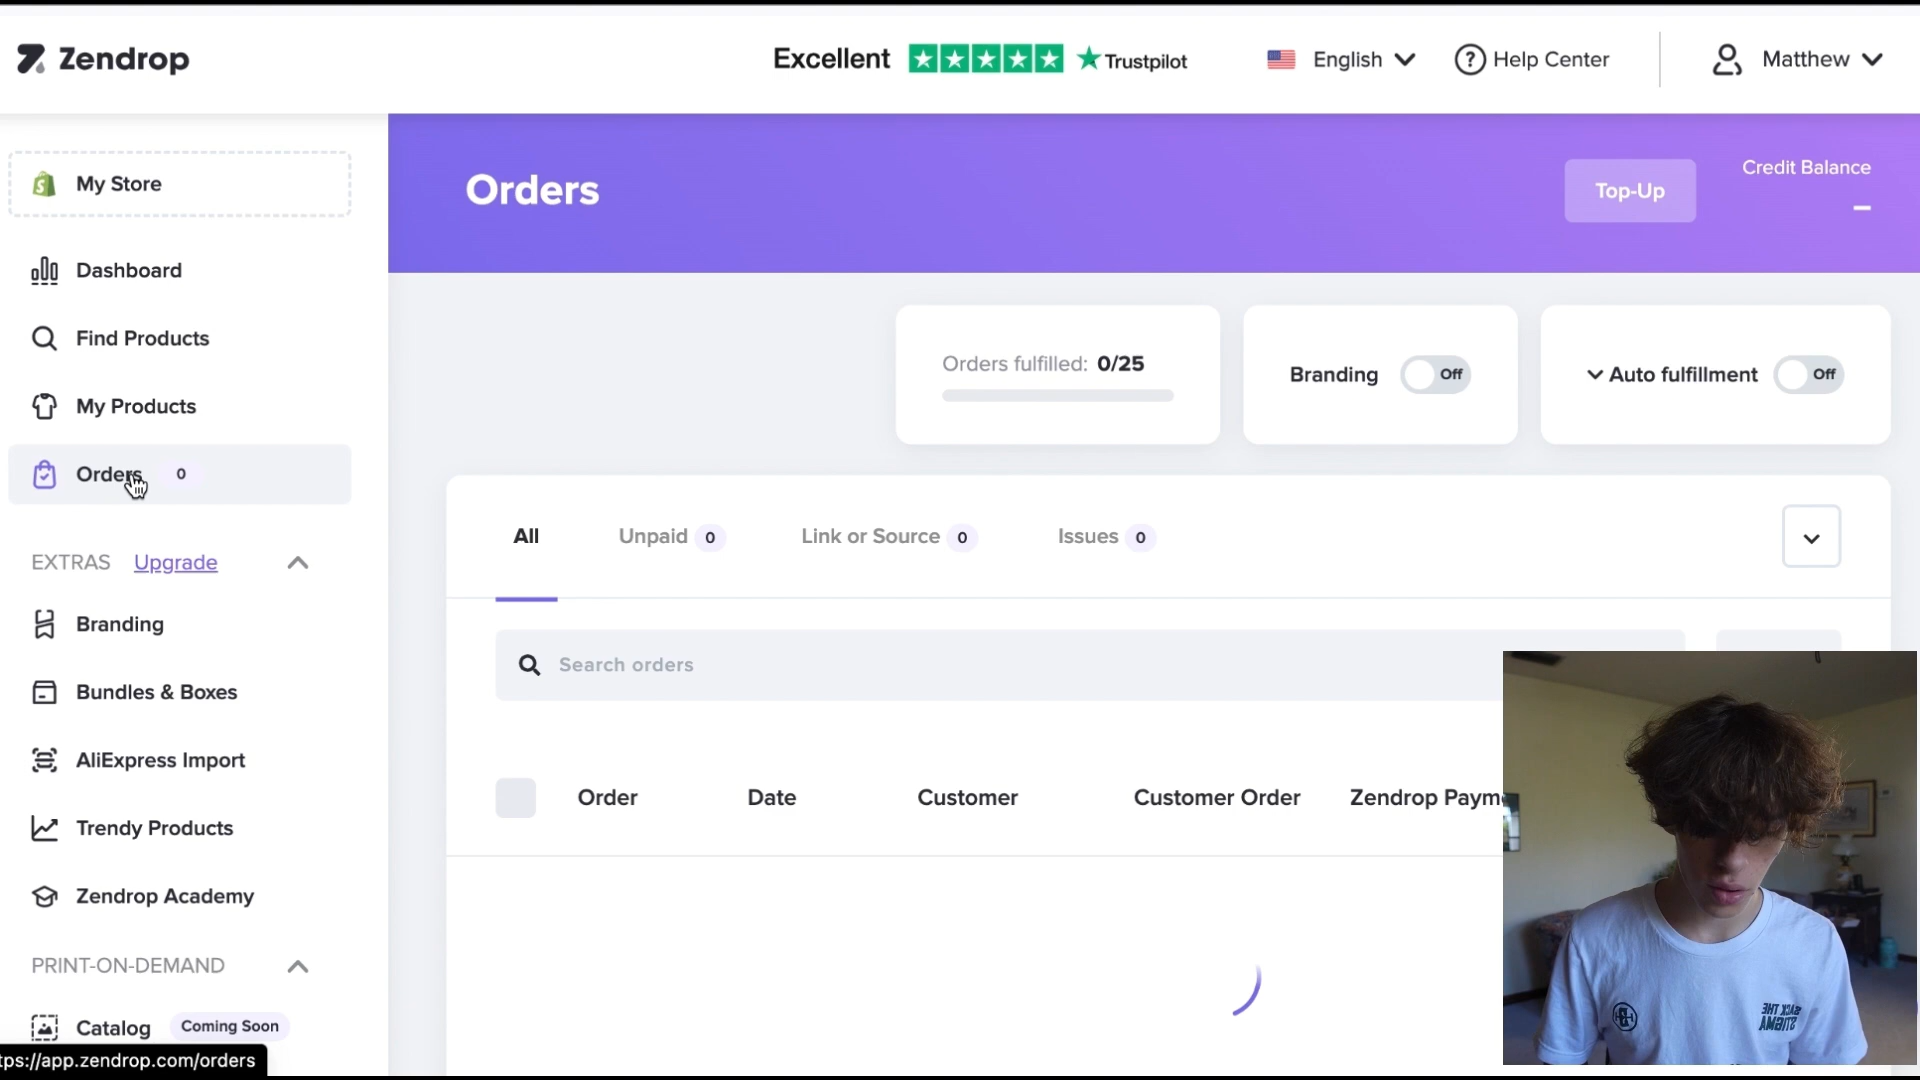 Zendrop
Excellent
Trustpilot
English
Help Center
Matthew
My Store
Dashboard
Find Products
My Products
Orders 0
EXTRAS Upgrade
Branding
Bundles & Boxes
AliExpress Import
Trendy Products
Zendrop Academy
PRINT-ON-DEMAND
Catalog Coming Soon
tps://app.zendrop.com/orders
Orders
Top-Up
Credit Balance
Orders fulfilled: 0/25
Branding Off
Auto fulfillment Off
All Unpaid 0 Link or Source 0 Issues 0
Search orders
Order Date Customer Customer Order Zendrop Paym
BACK THE
STIGMA